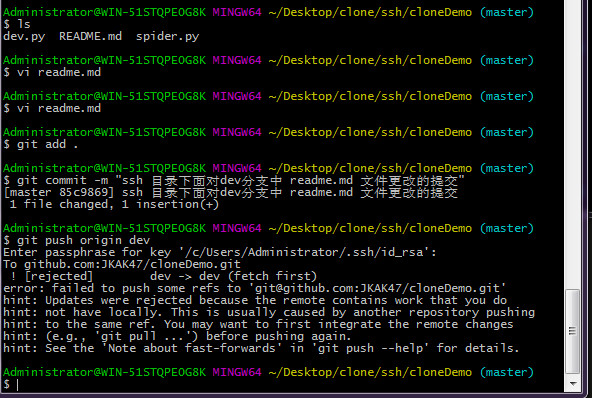 Administrator@WIN-51STQPEOG8K MINGW64 ~/Desktop/clone/ssh/cloneDemo (master)
$ ls
dev.py  README.md  spider.py
Administrator@WIN-51STQPEOG8K MINGW64 ~/Desktop/clone/ssh/cloneDemo (master)
$ vi readme.md
Administrator@WIN-51STQPEOG8K MINGW64 ~/Desktop/clone/ssh/cloneDemo (master)
$ vi readme.md
Administrator@WIN-51STQPEOG8K MINGW64 ~/Desktop/clone/ssh/cloneDemo (master)
$ git add .
Administrator@WIN-51STQPEOG8K MINGW64 ~/Desktop/clone/ssh/cloneDemo (master)
$ git commit -m "ssh 目录下面对dev分支中 readme.md 文件更改的提交"
[master 85c9869] ssh 目录下面对dev分支中 readme.md 文件更改的提交
 1 file changed, 1 insertion(+)
Administrator@WIN-51STQPEOG8K MINGW64 ~/Desktop/clone/ssh/cloneDemo (master)
$ git push origin dev
Enter passphrase for key '/c/Users/Administrator/.ssh/id_rsa':
To github.com:JKAK47/cloneDemo.git
 ! [rejected]        dev -> dev (fetch first)
error: failed to push some refs to 'git@github.com:JKAK47/cloneDemo.git'
hint: Updates were rejected because the remote contains work that you do
hint: not have locally. This is usually caused by another repository pushing
hint: to the same ref. You may want to first integrate the remote changes
hint: (e.g., 'git pull ...') before pushing again.
hint: See the 'Note about fast-forwards' in 'git push --help' for details.
Administrator@WIN-51STQPEOG8K MINGW64 ~/Desktop/clone/ssh/cloneDemo (master)
$